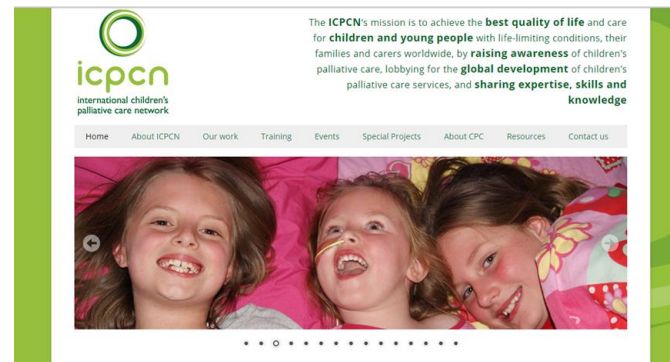 icpcn
international children's
palliative care network
The ICPCN's mission is to achieve the best quality of life and care
for children and young people with life-limiting conditions, their
families and carers worldwide, by raising awareness of children's
palliative care, lobbying for the global development of children's
palliative care services, and sharing expertise, skills and
knowledge
Home About ICPCN Our work Training Events Special Projects About CPC Resources Contact us